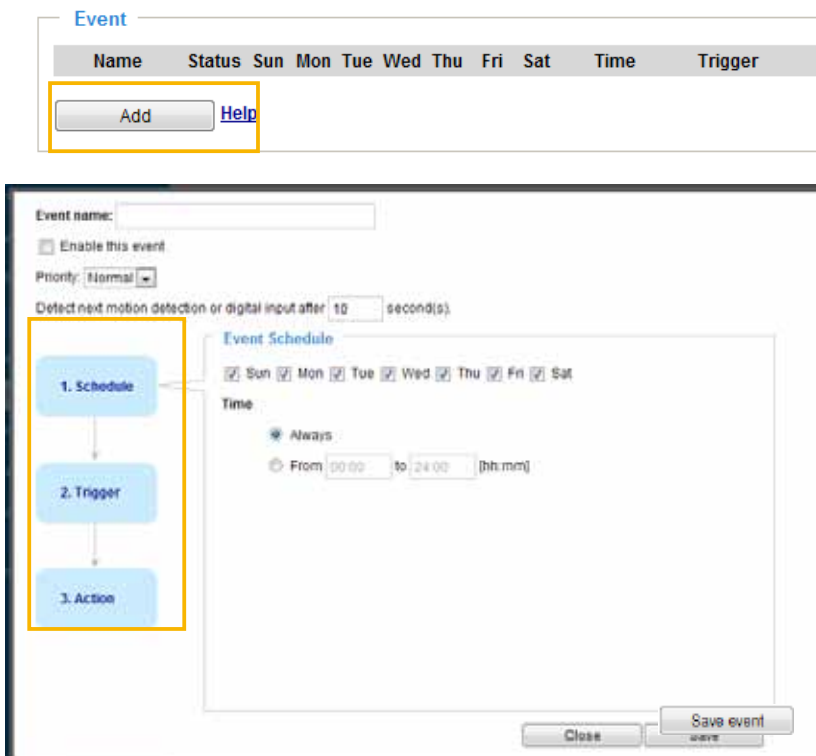 Event
Name Status Sun Mon Tue Wed Thu Fri Sat Time Trigger
Add Help
Event name:
Enable this event
Priority: Normal
Detect next motion detection or digital input after 10 second(s).
Event Schedule
1. Schedule
Sun Mon Tue Wed Thu Fri Sat
Time
Always
From 00:00 to 24:00 [hh:mm]
2. Trigger
3. Action
Save event
Close Save